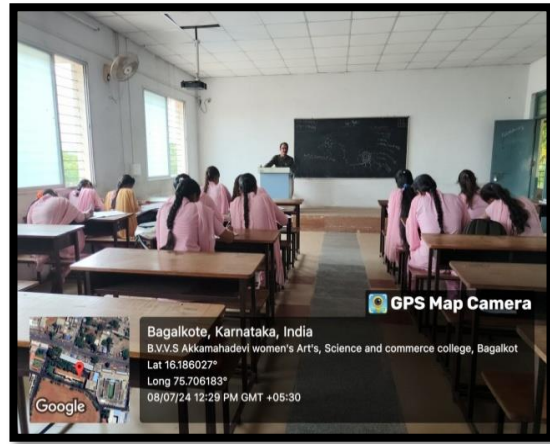 GPS Map Camera
Bagalkote, Karnataka, India
B.V.V.S Akkamahadevi women's Art's, Science and commerce college, Bagalkot
Lat 16.186027°
Long 75.706183°
08/07/24 12:29 PM GMT +05:30
Google